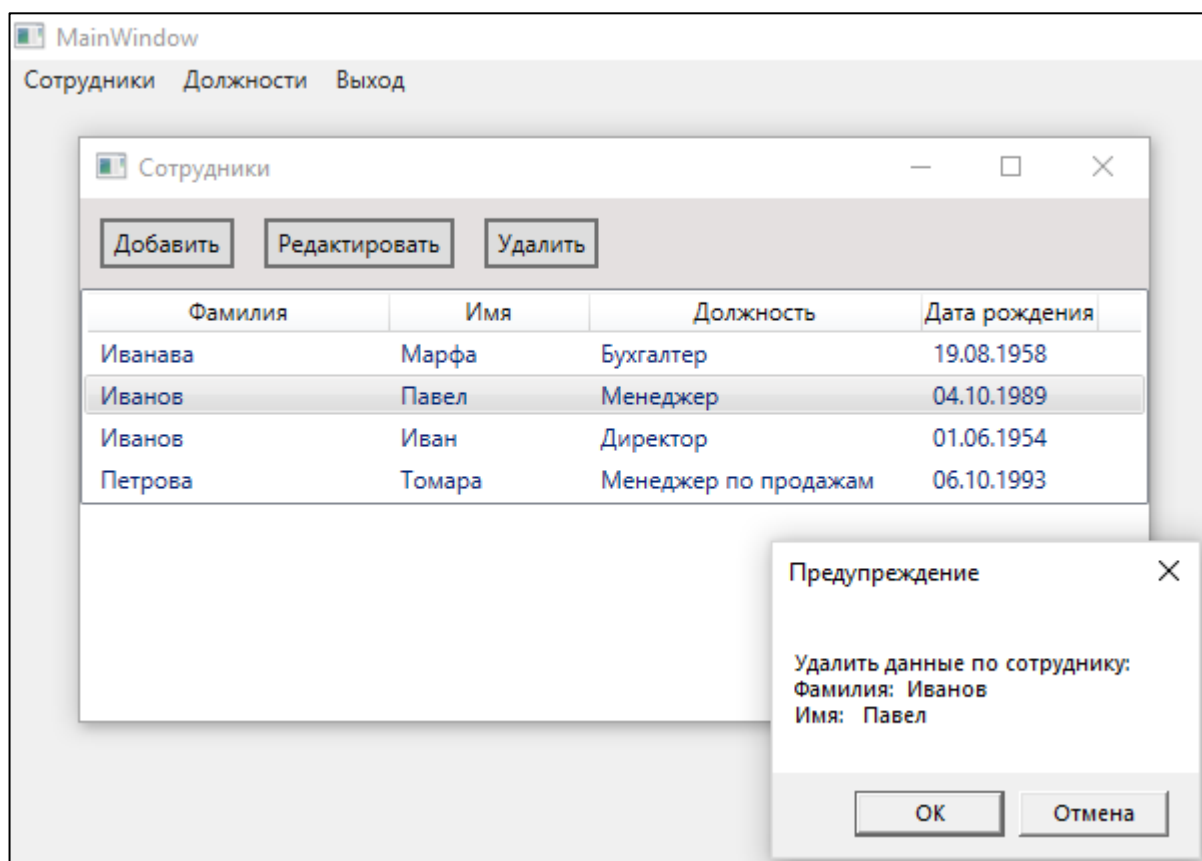 MainWindow
Сотрудники Должности Выход
Сотрудники
Добавить Редактировать Удалить
Фамилия Имя Должность Дата рождения
Иванава Марфа Бухгалтер 19.08.1958
Иванов Павел Менеджер 04.10.1989
Иванов Иван Директор 01.06.1954
Петрова Томара Менеджер по продажам 06.10.1993
Предупреждение
Удалить данные по сотруднику:
Фамилия: Иванов
Имя: Павел
ОК Отмена